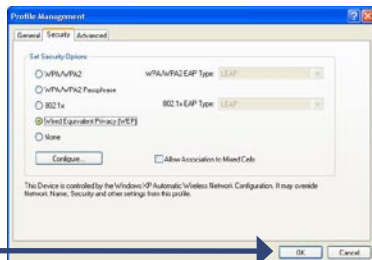 Profile Management
General Security Advanced
Set Security Options
WPA/WPA2 WPA/WPA2 EAP Type: LEAP
WPA/WPA2 Passphrase
802.1x 802.1x EAP Type: LEAP
Wired Equivalent Privacy (WEP)
None
Configure... Allow Association to Mixed Cells
This Device is controlled by the Windows XP Automatic Wireless Network Configuration. It may override
Network Name, Security and other settings from this profile.
OK Cancel